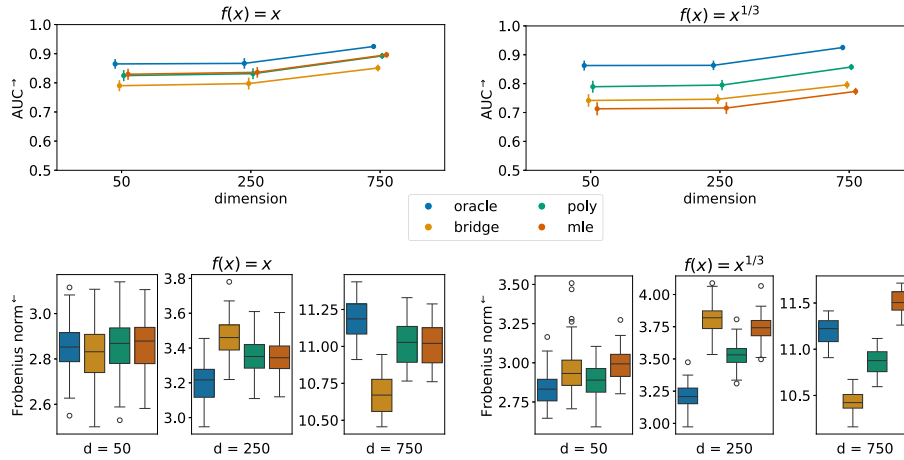 f(x) = x
AUC→
1.0
0.9
0.8
0.7
0.6
0.5
50
250
750
dimension
f(x) = x^{1/3}
AUC→
1.0
0.9
0.8
0.7
0.6
0.5
50
250
750
dimension
oracle
poly
bridge
mle
f(x) = x
Frobenius norm←
3.0
2.8
2.6
d = 50
3.8
3.6
3.4
3.2
3.0
d = 250
11.25
11.00
10.75
10.50
d = 750
f(x) = x^{1/3}
Frobenius norm←
3.50
3.25
3.00
2.75
d = 50
4.00
3.75
3.50
3.25
3.00
d = 250
11.5
11.0
10.5
d = 750